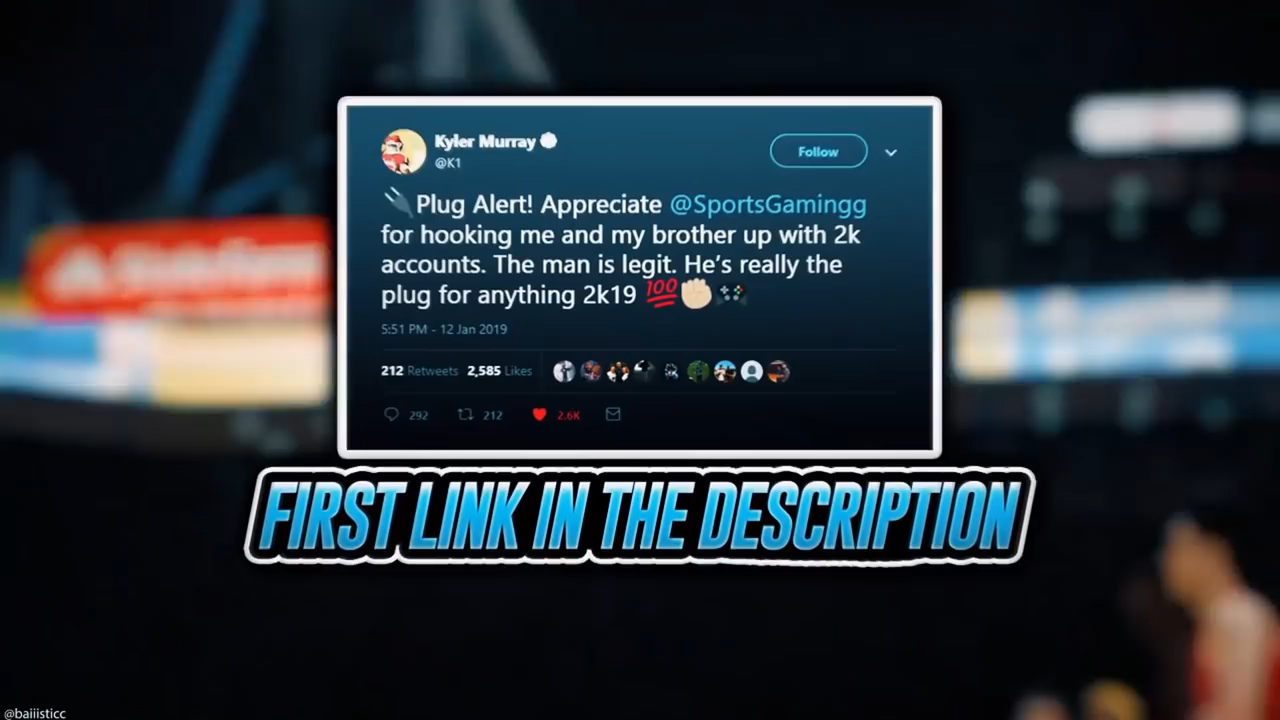 Kyler Murray
@K1
Follow
Plug Alert! Appreciate @SportsGamingg
for hooking me and my brother up with 2k
accounts. The man is legit. He's really the
plug for anything 2k19 💯✊🏼🎮
5:51 PM - 12 Jan 2019
212 Retweets 2,585 Likes
292 212 2.6K
FIRST LINK IN THE DESCRIPTION
@baiiisticc